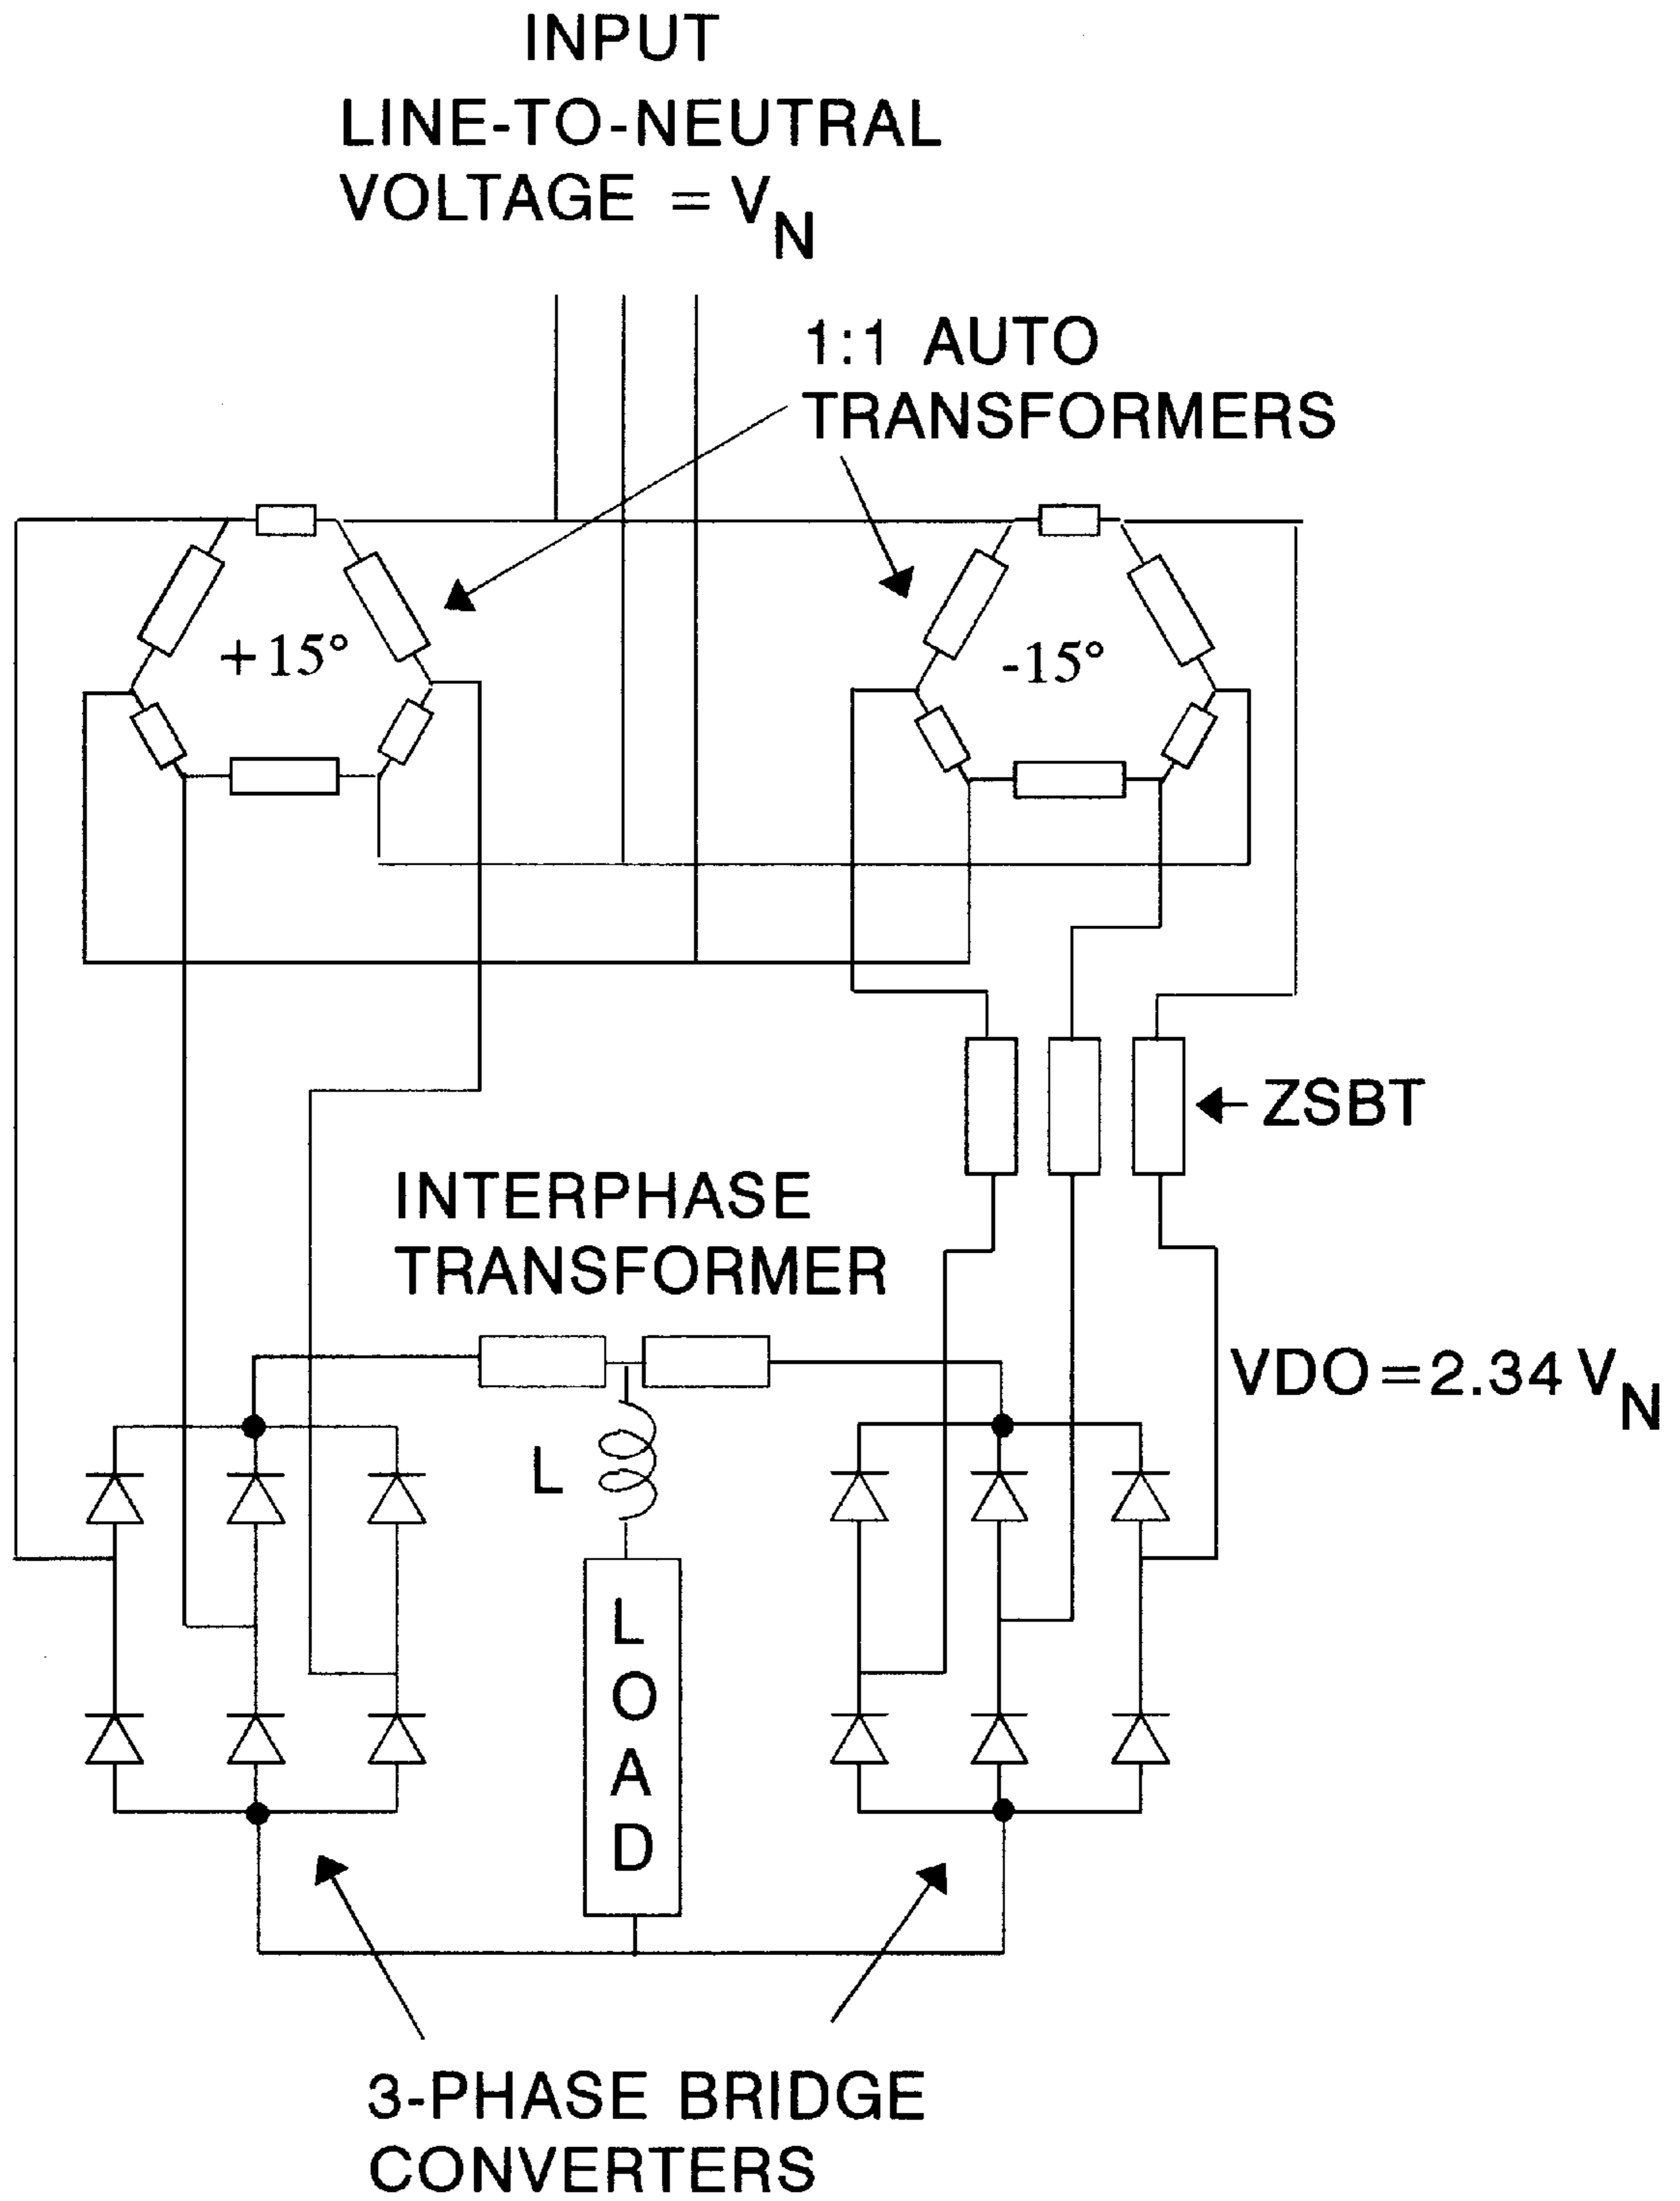 INPUT
LINE-TO-NEUTRAL
VOLTAGE = VN
1:1 AUTO
TRANSFORMERS
+15°
-15°
ZSBT
INTERPHASE
TRANSFORMER
VDO=2.34 VN
L
LOAD
3-PHASE BRIDGE
CONVERTERS